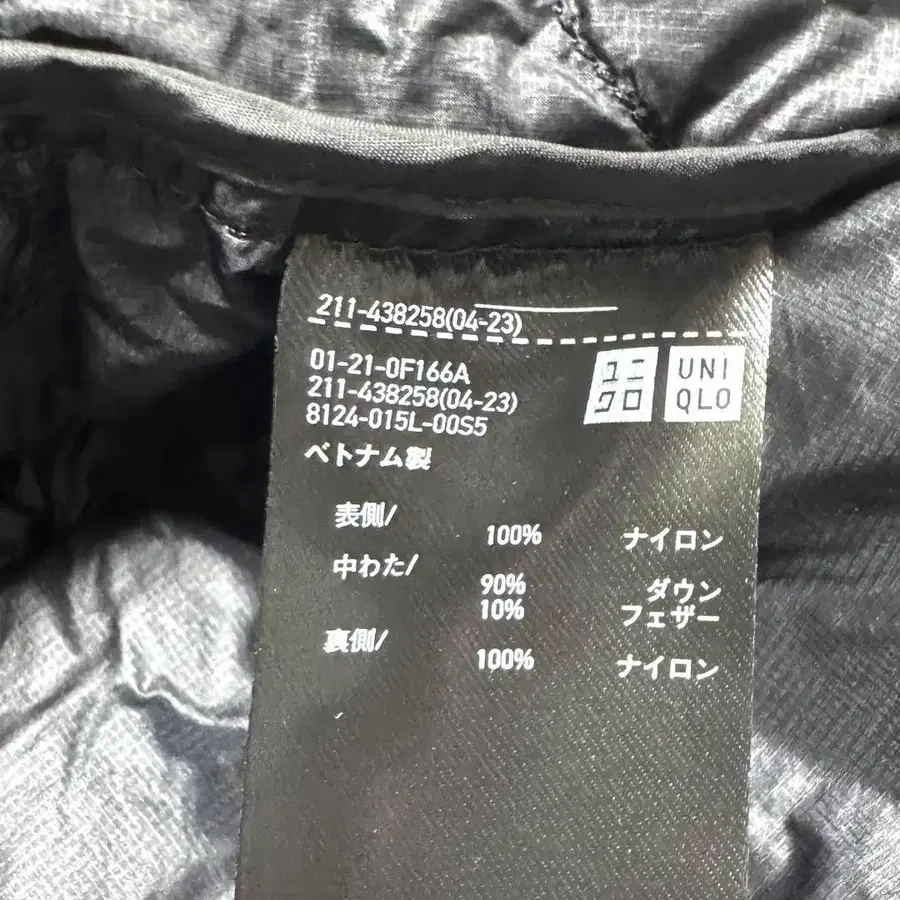 211-438258(04-23)
01-21-0F166A
211-438258(04-23)
8124-015L-00S5
ユニ
クロ
UNI
QLO
ベトナム製
表側/
100% ナイロン
中わた/
90% ダウン
10% フェザー
裏側/
100% ナイロン